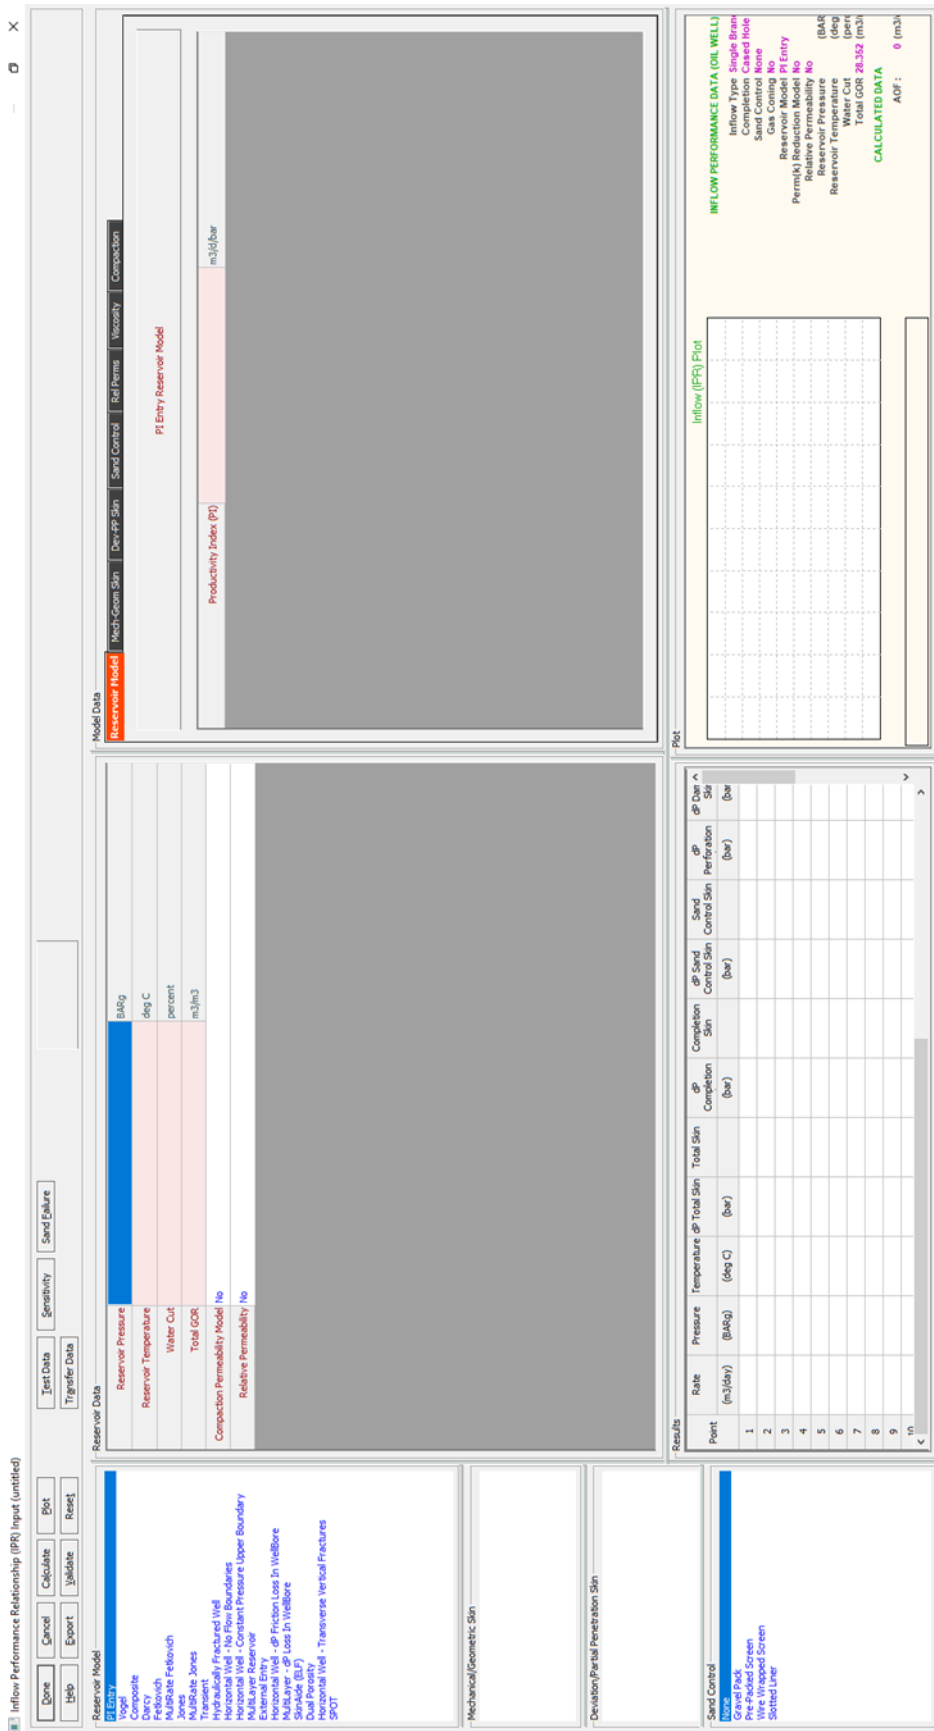 Inflow Performance Relationship (IPR) Input (untitled)
Done Cancel Calculate Plot Test Data Sensitivity Sand Failure
Help Export Validate Reset Transfer Data
Reservoir Model
PI Entry
Vogel
Composite
Darcy
Fetkovich
MultiRate Fetkovich
Jones
MultiRate Jones
Transient
Hydraulically Fractured Well
Horizontal Well - No Flow Boundaries
Horizontal Well - Constant Pressure Upper Boundary
MultiLayer Reservoir
External Entry
Horizontal Well - dP Friction Loss In WellBore
MultiLayer - dP Loss In WellBore
SkinAide (ELF)
Dual Porosity
Horizontal Well - Transverse Vertical Fractures
SPOT
Mechanical/Geometric Skin
Deviation/Partial Penetration Skin
Sand Control
None
Gravel Pack
Pre-Packed Screen
Wire Wrapped Screen
Slotted Liner
Reservoir Data
Reservoir Pressure BARg
Reservoir Temperature deg C
Water Cut percent
Total GOR m3/m3
Compaction Permeability Model No
Relative Permeability No
Model Data
Reservoir Model Mech-Geom Skin Dev-PP Skin Sand Control Rel Perms Viscosity Compaction
PI Entry Reservoir Model
Productivity Index (PI) m3/d/bar
Results
Point Rate Pressure Temperature dP Total Skin Total Skin dP Completion Completion Skin dP Sand Control Skin Sand Control Skin dP Perforation dP Dam Skin
(m3/day) (BARg) (deg C) (bar) (bar) (bar) (bar) (bar
1
2
3
4
5
6
7
8
9
10
Plot
Inflow (IPR) Plot
INFLOW PERFORMANCE DATA (OIL WELL)
Inflow Type Single Bran
Completion Cased Hole
Sand Control None
Gas Coning No
Reservoir Model PI Entry
Perm(k) Reduction Model No
Relative Permeability No
Reservoir Pressure (BAR
Reservoir Temperature (deg
Water Cut (perc
Total GOR 28.352 (m3/
CALCULATED DATA
AOF : 0 (m3/